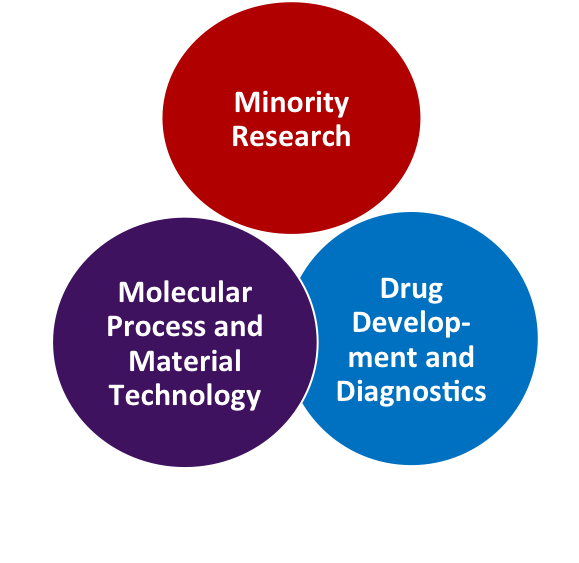 Minority
Research
Molecular
Process and
Material
Technology
Drug
Develop-
ment and
Diagnostics